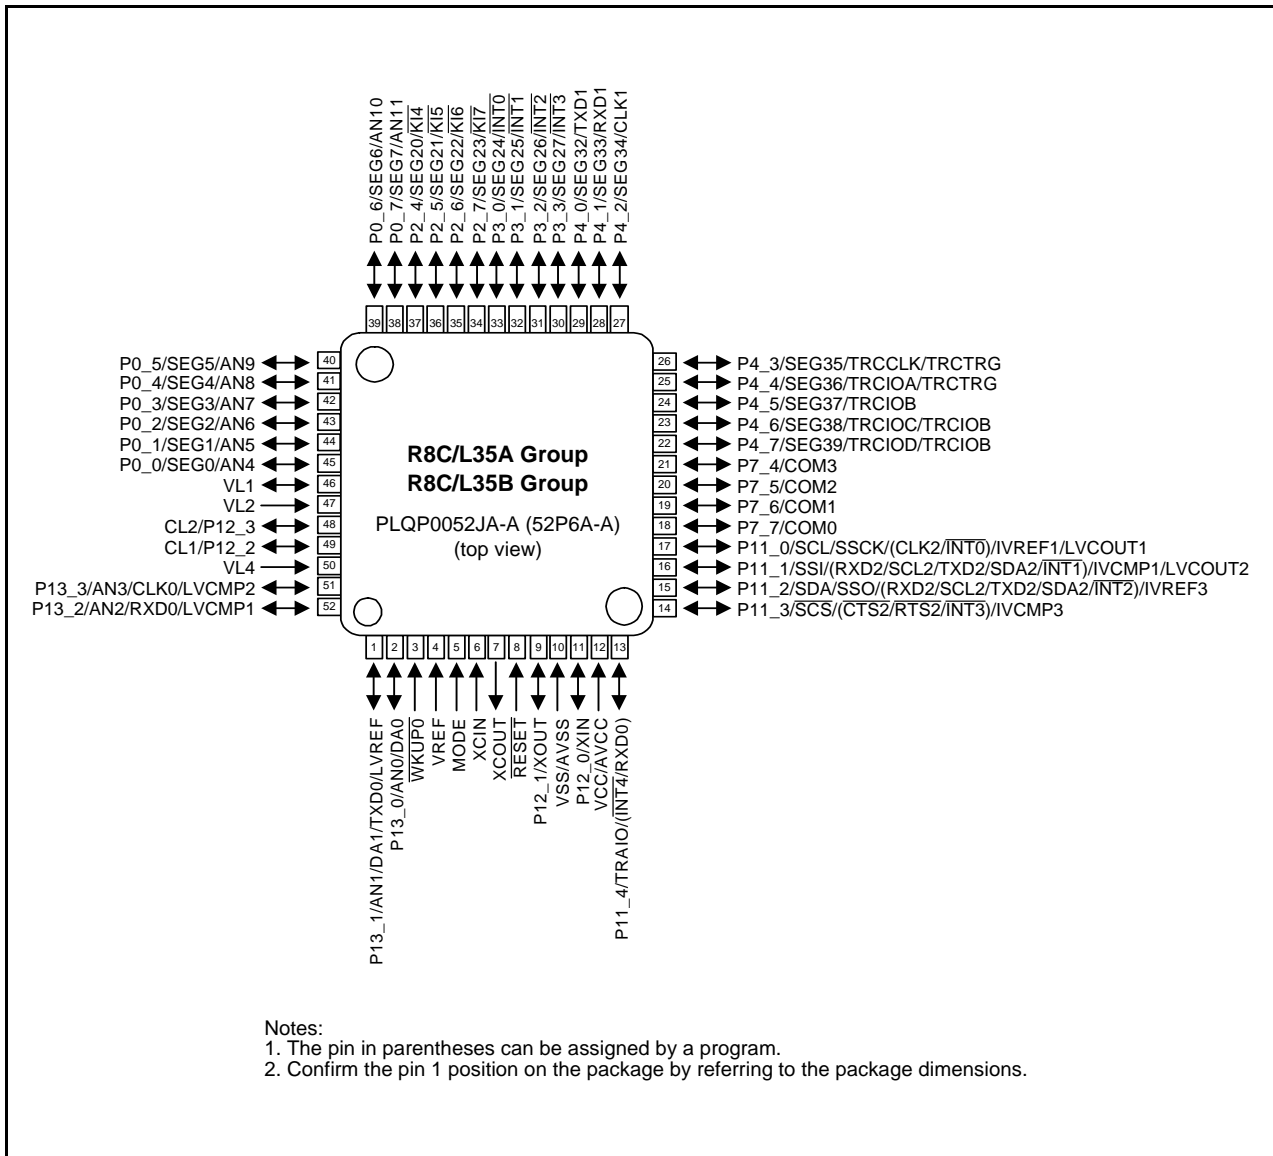 P0_6/SEG6/AN10
P0_7/SEG7/AN11
P2_4/SEG20/KI4
P2_5/SEG21/KI5
P2_6/SEG22/KI6
P2_7/SEG23/KI7
P3_0/SEG24/INT0
P3_1/SEG25/INT1
P3_2/SEG26/INT2
P3_3/SEG27/INT3
P4_0/SEG32/TXD1
P4_1/SEG33/RXD1
P4_2/SEG34/CLK1
39 38 37 36 35 34 33 32 31 30 29 28 27
P0_5/SEG5/AN9 40
P0_4/SEG4/AN8 41
P0_3/SEG3/AN7 42
P0_2/SEG2/AN6 43
P0_1/SEG1/AN5 44
P0_0/SEG0/AN4 45
VL1 46
VL2 47
CL2/P12_3 48
CL1/P12_2 49
VL4 50
P13_3/AN3/CLK0/LVCMP2 51
P13_2/AN2/RXD0/LVCMP1 52
R8C/L35A Group
R8C/L35B Group
PLQP0052JA-A (52P6A-A)
(top view)
26 P4_3/SEG35/TRCCLK/TRCTRG
25 P4_4/SEG36/TRCIOA/TRCTRG
24 P4_5/SEG37/TRCIOB
23 P4_6/SEG38/TRCIOC/TRCIOB
22 P4_7/SEG39/TRCIOD/TRCIOB
21 P7_4/COM3
20 P7_5/COM2
19 P7_6/COM1
18 P7_7/COM0
17 P11_0/SCL/SSCK/(CLK2/INT0)/IVREF1/LVCOUT1
16 P11_1/SSI/(RXD2/SCL2/TXD2/SDA2/INT1)/IVCMP1/LVCOUT2
15 P11_2/SDA/SSO/(RXD2/SCL2/TXD2/SDA2/INT2)/IVREF3
14 P11_3/SCS/(CTS2/RTS2/INT3)/IVCMP3
1 2 3 4 5 6 7 8 9 10 11 12 13
P13_1/AN1/DA1/TXD0/LVREF
P13_0/AN0/DA0
WKUP0
VREF
MODE
XCIN
XCOUT
RESET
P12_1/XOUT
VSS/AVSS
P12_0/XIN
VCC/AVCC
P11_4/TRAIO/(INT4/RXD0)
Notes:
1. The pin in parentheses can be assigned by a program.
2. Confirm the pin 1 position on the package by referring to the package dimensions.